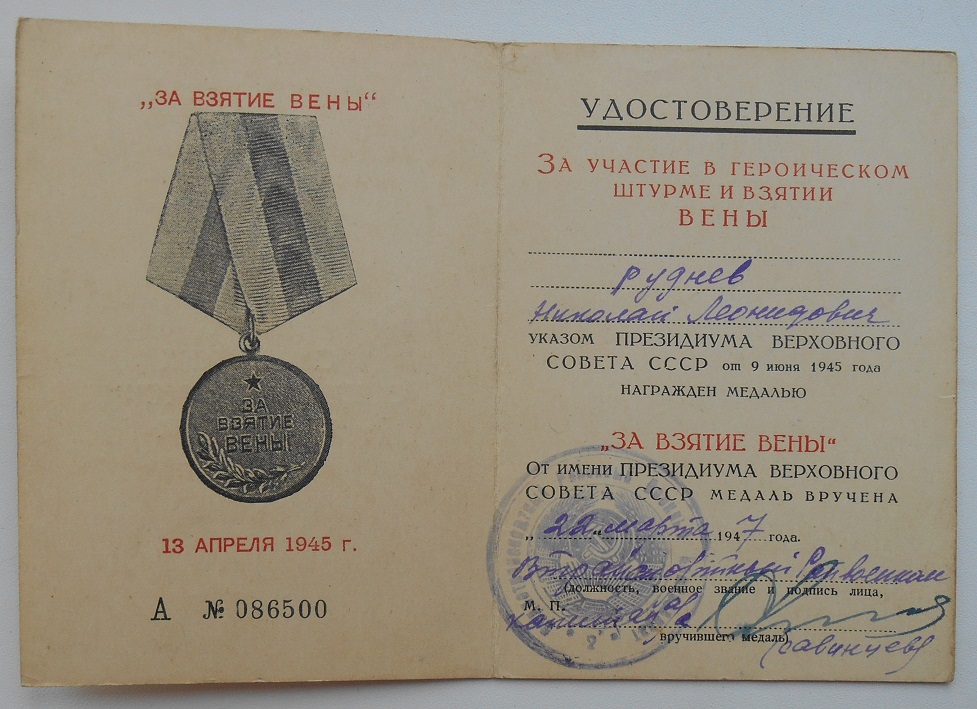 „ЗА ВЗЯТИЕ ВЕНЫ“
ЗА
ВЗЯТИЕ
ВЕНЫ
13 АПРЕЛЯ 1945 г.
А № 086500
УДОСТОВЕРЕНИЕ
ЗА УЧАСТИЕ В ГЕРОИЧЕСКОМ
ШТУРМЕ И ВЗЯТИИ
ВЕНЫ
Руднев
Николай Леонидович
УКАЗОМ ПРЕЗИДИУМА ВЕРХОВНОГО
СОВЕТА СССР от 9 июня 1945 года
НАГРАЖДЕН МЕДАЛЬЮ
„ЗА ВЗЯТИЕ ВЕНЫ“
ОТ ИМЕНИ ПРЕЗИДИУМА ВЕРХОВНОГО
СОВЕТА СССР МЕДАЛЬ ВРУЧЕНА
„22“ марта 1947 года.
(должность, военное звание и подпись лица,
М. П.
вручившего медаль)